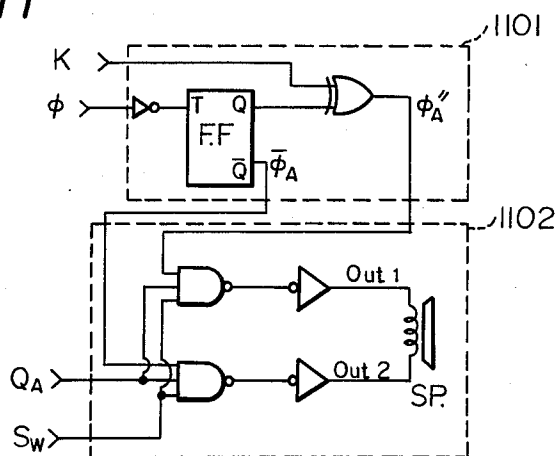 1101
K
φ
T Q
F.F
Q̅
φ̅A
φA″
1102
Out 1
Out 2
QA
SW
SP.